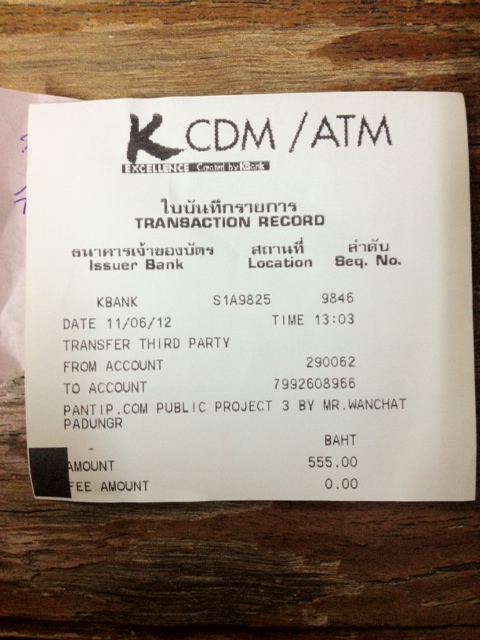 K CDM /ATM
EXCELLENCE Created by KBank
ใบบันทึกรายการ
TRANSACTION RECORD
ธนาคารเจ้าของบัตร สถานที่ ลำดับ
Issuer Bank Location Seq. No.
KBANK S1A9825 9846
DATE 11/06/12 TIME 13:03
TRANSFER THIRD PARTY
FROM ACCOUNT 290062
TO ACCOUNT 7992608966
PANTIP.COM PUBLIC PROJECT 3 BY MR.WANCHAT
PADUNGR
BAHT
AMOUNT 555.00
FEE AMOUNT 0.00